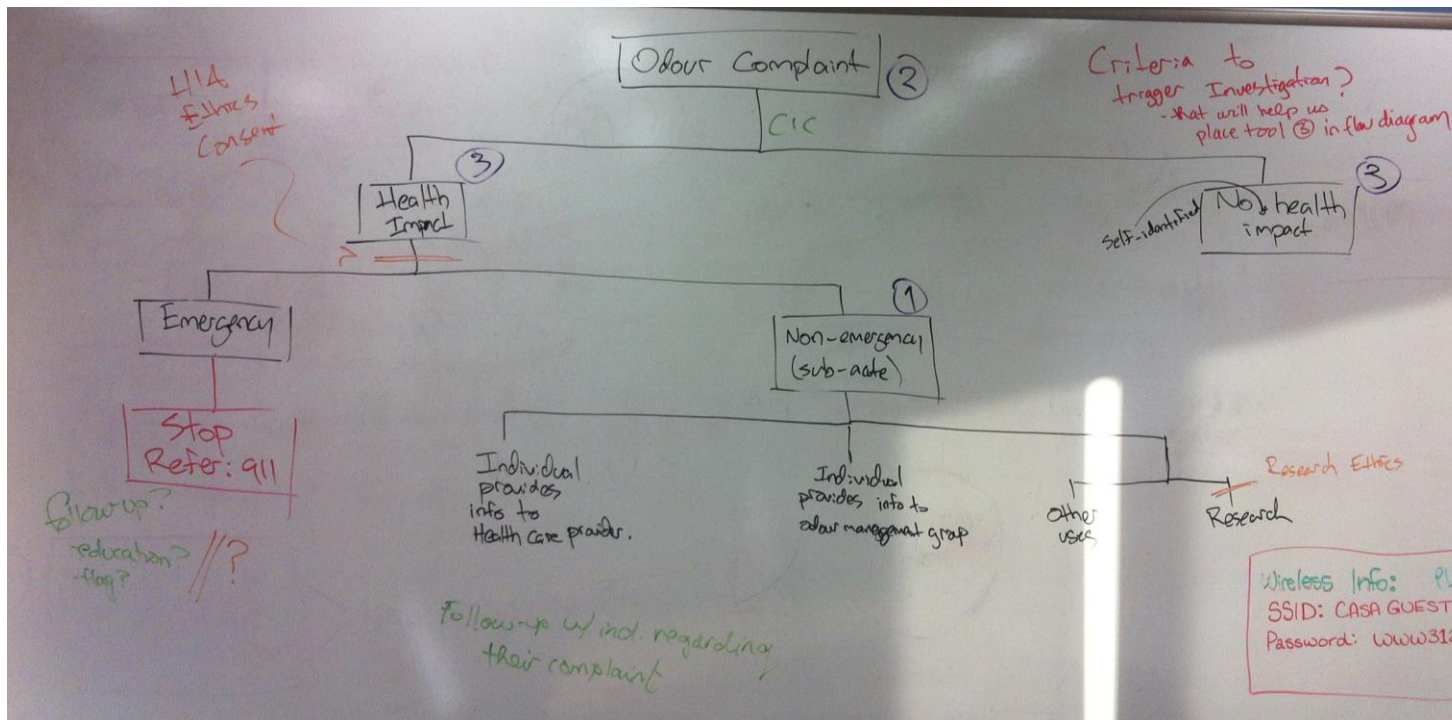 Odour Complaint
2
CIC
HIA
Ethics
Consent
Criteria to
trigger Investigation?
- that will help us
place tool 3 in flow diagram
3
Health
Impact
?
3
No health
impact
self-identified
Emergency
1
Non-emergency
(sub-acute)
Stop
Refer: 911
Follow up?
-education?
-flag?
//?
Individual
provides
info to
Health care provider.
Individual
provides info to
odour management group
Other
uses
Research
Research Ethics
Follow-up w/ ind. regarding
their complaint
Wireless Info:
SSID: CASA GUEST
Password: www31